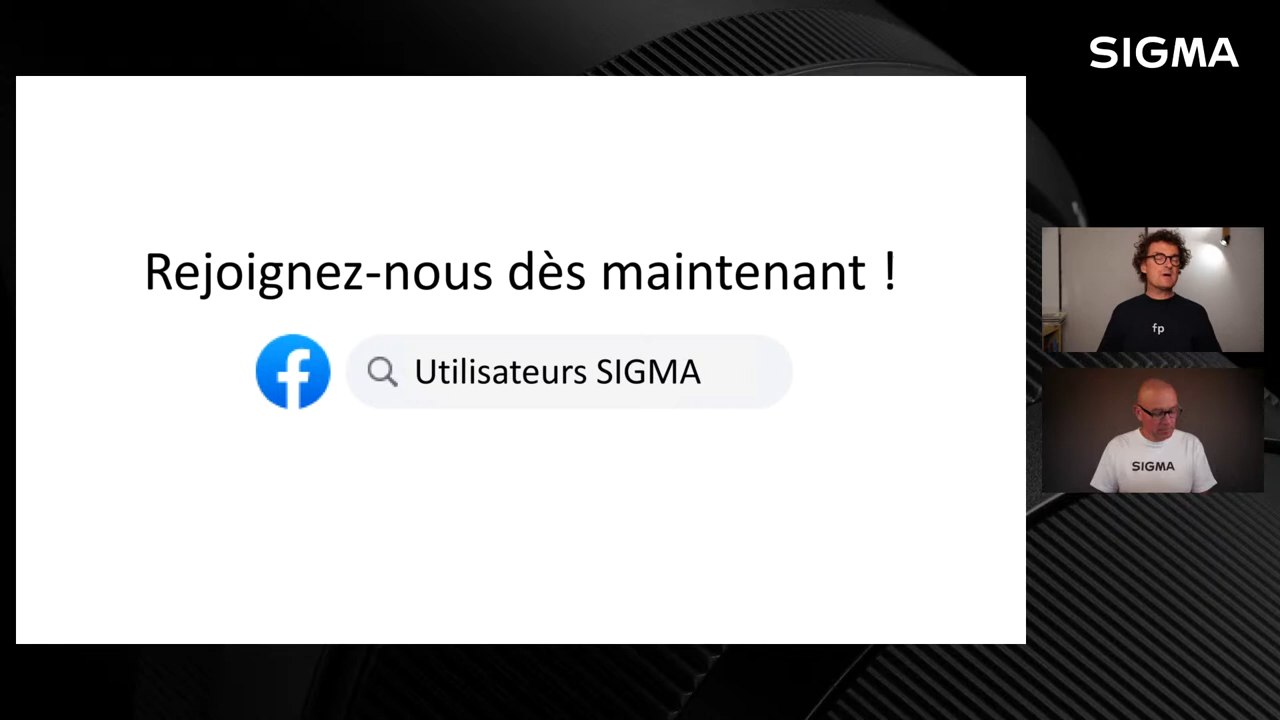 SIGMA
Rejoignez-nous dès maintenant !
Utilisateurs SIGMA
fp
SIGMA